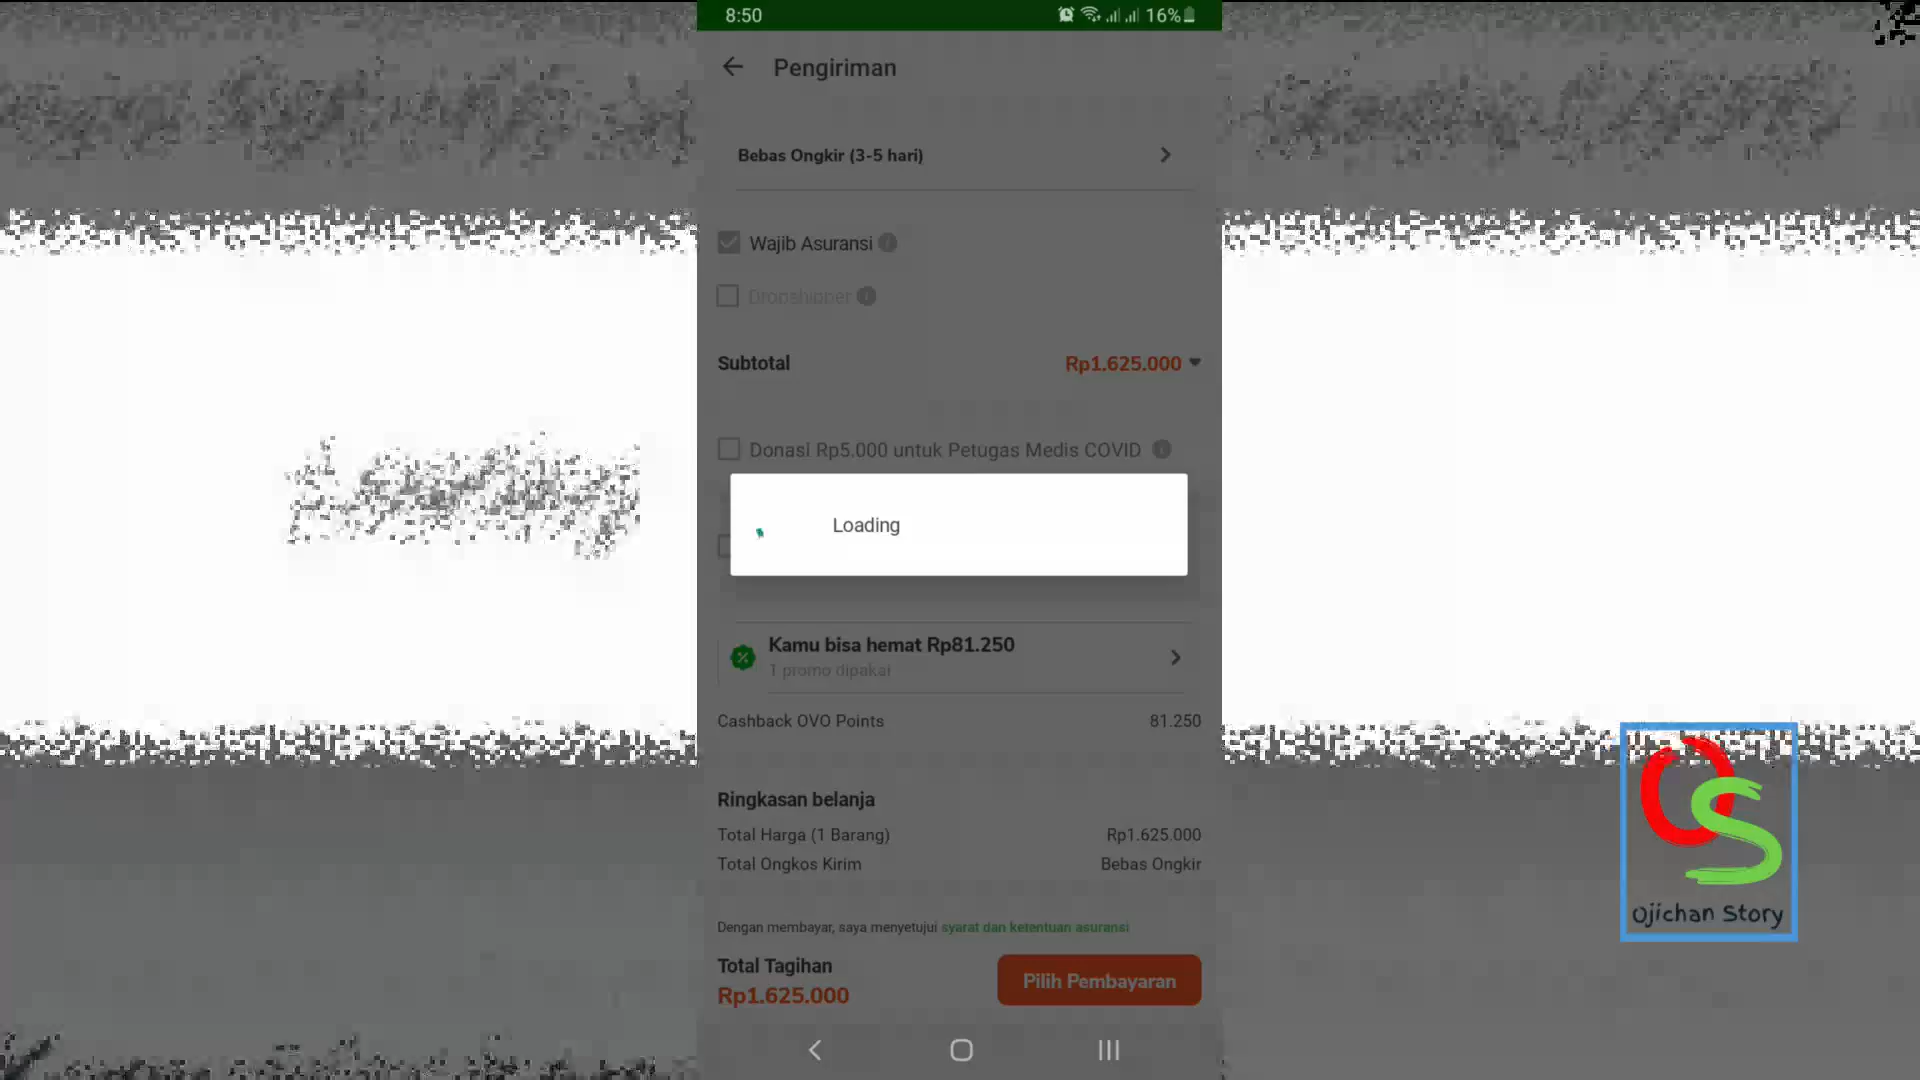 8:50
16%
Pengiriman
Bebas Ongkir (3-5 hari)
Wajib Asuransi
Dropshipper
Subtotal
Rp1.625.000
Donasi Rp5.000 untuk Petugas Medis COVID
Loading
Kamu bisa hemat Rp81.250
1 promo dipakai
Cashback OVO Points
81.250
Ringkasan belanja
Total Harga (1 Barang)
Rp1.625.000
Total Ongkos Kirim
Bebas Ongkir
Dengan membayar, saya menyetujui syarat dan ketentuan asuransi
Total Tagihan
Rp1.625.000
Pilih Pembayaran
OS
Ojichan Story